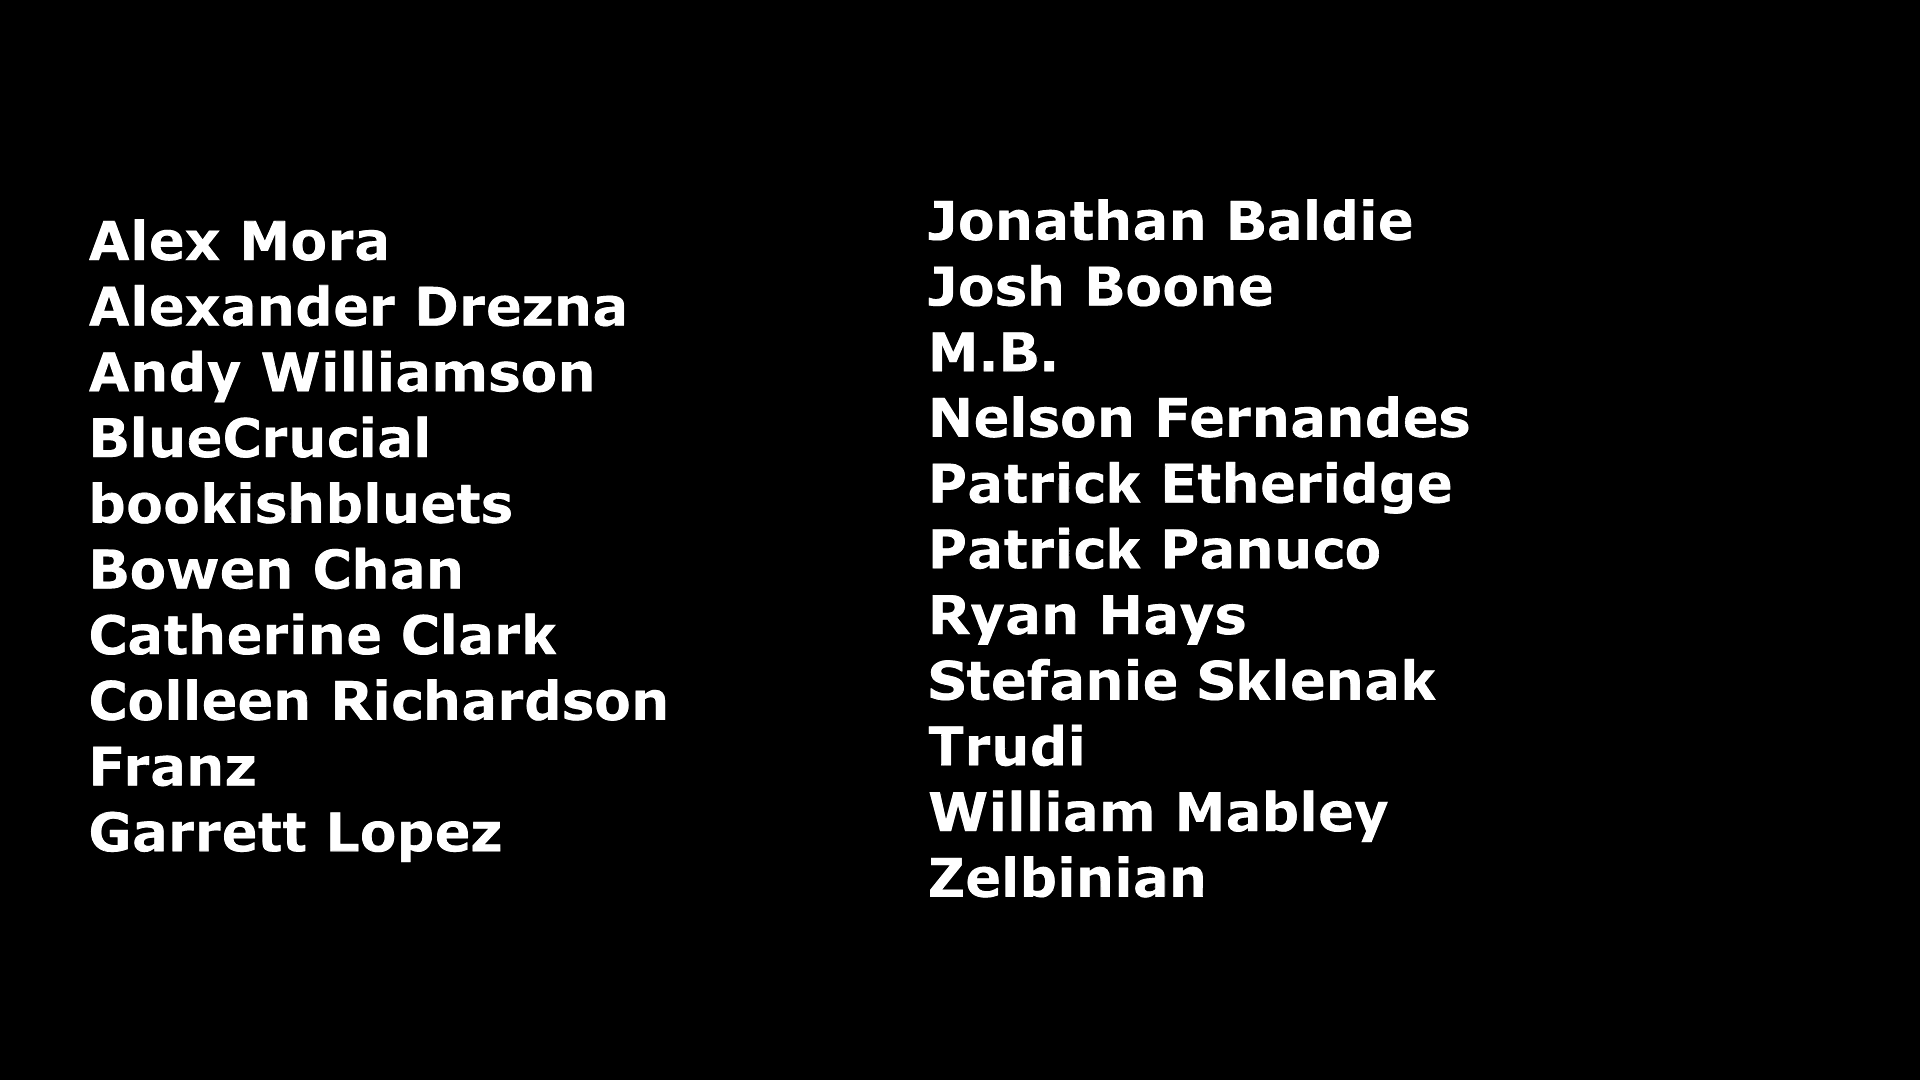 Alex Mora
Alexander Drezna
Andy Williamson
BlueCrucial
bookishbluets
Bowen Chan
Catherine Clark
Colleen Richardson
Franz
Garrett Lopez
Jonathan Baldie
Josh Boone
M.B.
Nelson Fernandes
Patrick Etheridge
Patrick Panuco
Ryan Hays
Stefanie Sklenak
Trudi
William Mabley
Zelbinian